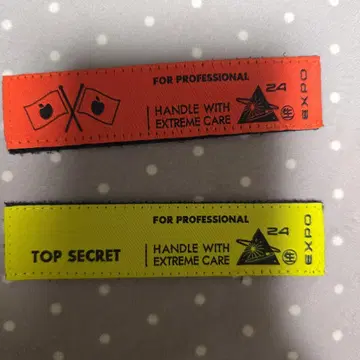 FOR PROFESSIONAL
HANDLE WITH
EXTREME CARE
24
EXPO
TOP SECRET
FOR PROFESSIONAL
HANDLE WITH
EXTREME CARE
24
EXPO